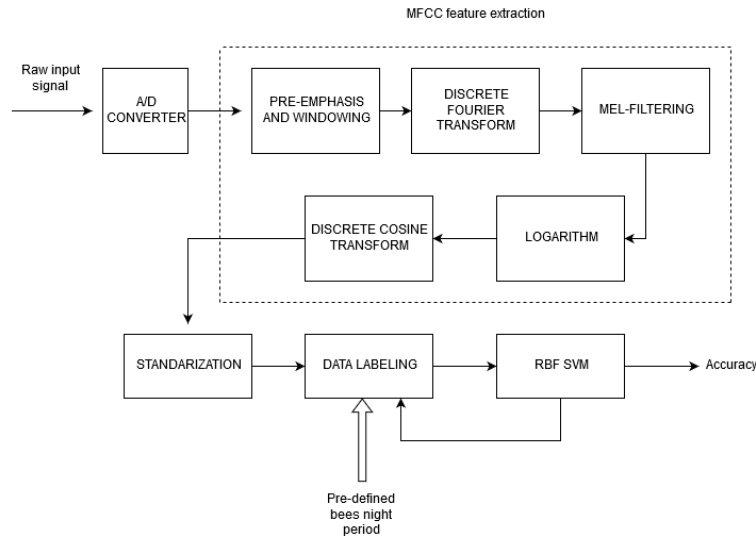 MFCC feature extraction
Raw input
signal
A/D
CONVERTER
PRE-EMPHASIS
AND WINDOWING
DISCRETE
FOURIER
TRANSFORM
MEL-FILTERING
DISCRETE COSINE
TRANSFORM
LOGARITHM
STANDARIZATION
DATA LABELING
RBF SVM
Accuracy
Pre-defined
bees night
period